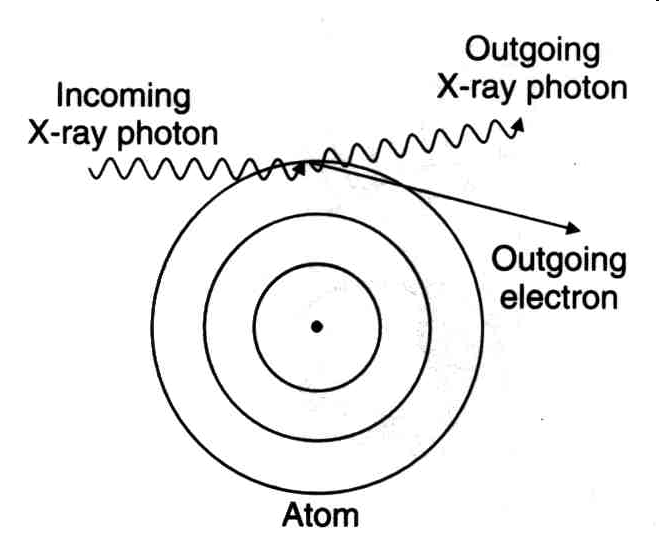 Outgoing
X-ray photon
Incoming
X-ray photon
Outgoing
electron
Atom